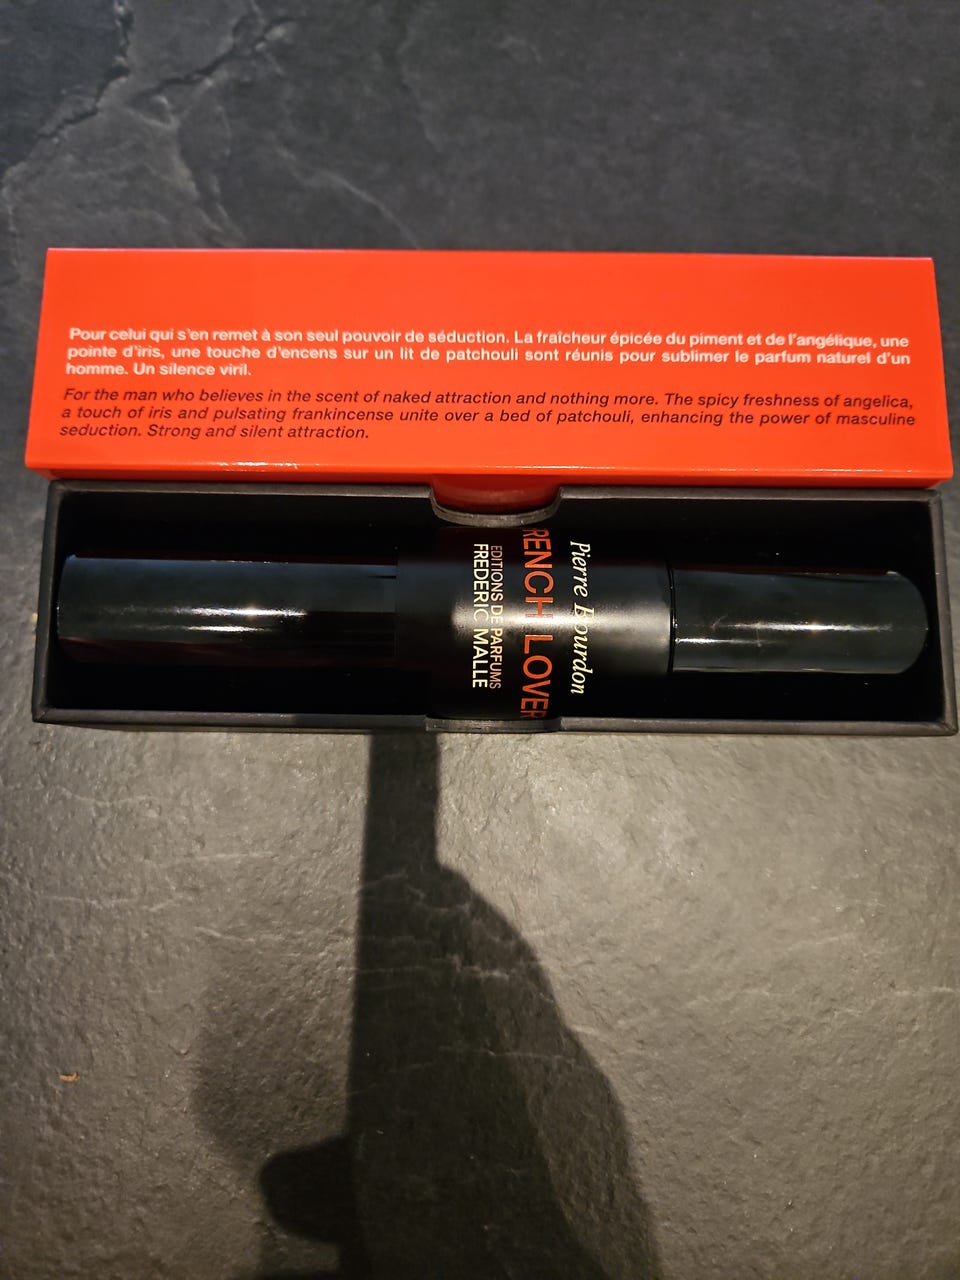 Pour celui qui s'en remet à son seul pouvoir de séduction. La fraîcheur épicée du piment et de l'angélique, une
pointe d'iris, une touche d'encens sur un lit de patchouli sont réunis pour sublimer le parfum naturel d'un
homme. Un silence viril.
For the man who believes in the scent of naked attraction and nothing more. The spicy freshness of angelica,
a touch of iris and pulsating frankincense unite over a bed of patchouli, enhancing the power of masculine
seduction. Strong and silent attraction.
Pierre Bourdon
RENCH LOVER
EDITIONS DE PARFUMS
FREDERIC MALLE